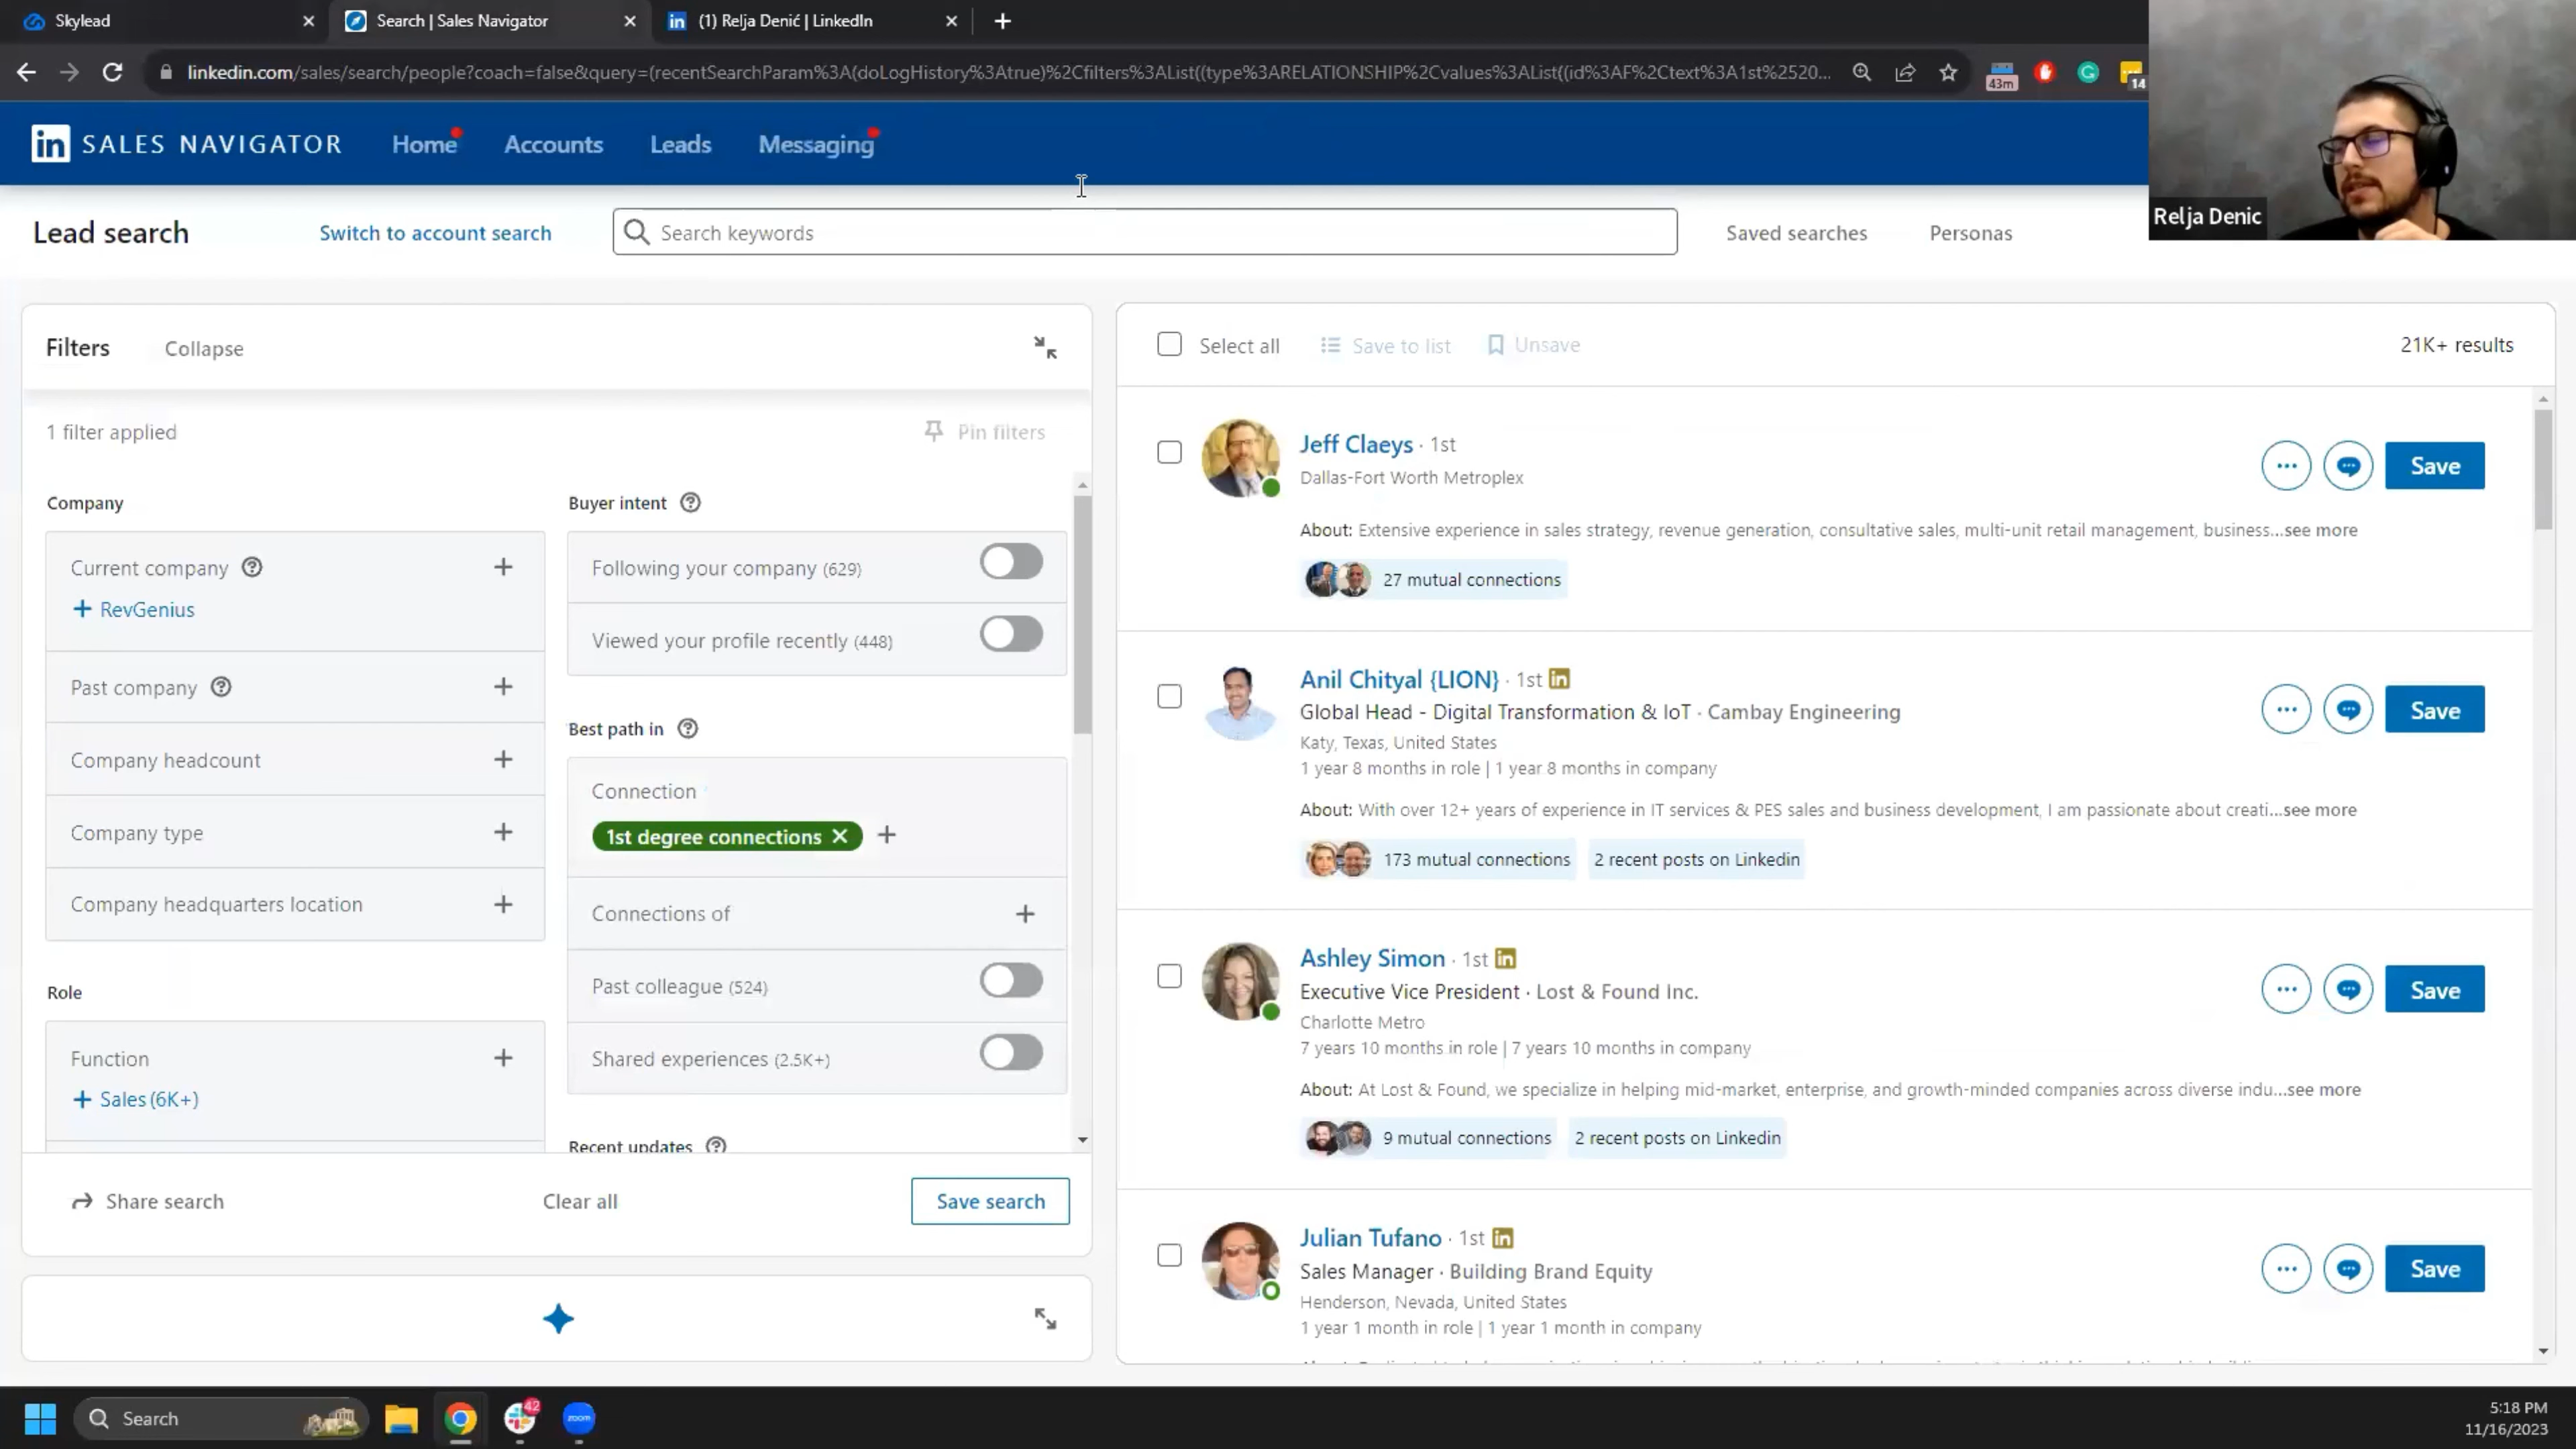 Skylead
Search | Sales Navigator
(1) Relja Denić | LinkedIn
linkedin.com/sales/search/people?coach=false&query=(recentSearchParam%3A(doLogHistory%3Atrue)%2Cfilters%3AList((type%3ARELATIONSHIP%2Cvalues%3AList((id%3AF%2Ctext%3A1st%2520...
43m
14
in SALES NAVIGATOR
Home
Accounts
Leads
Messaging
Relja Denic
Lead search
Switch to account search
Search keywords
Saved searches
Personas
Filters
Collapse
1 filter applied
Pin filters
Company
Current company
+ RevGenius
Past company
Company headcount
Company type
Company headquarters location
Role
Function
+ Sales (6K+)
Buyer intent
Following your company (629)
Viewed your profile recently (448)
Best path in
Connection
1st degree connections
Connections of
Past colleague (524)
Shared experiences (2.5K+)
Recent updates
Share search
Clear all
Save search
Select all
Save to list
Unsave
21K+ results
Jeff Claeys · 1st
Dallas-Fort Worth Metroplex
About: Extensive experience in sales strategy, revenue generation, consultative sales, multi-unit retail management, business...see more
27 mutual connections
Save
Anil Chityal {LION} · 1st in
Global Head - Digital Transformation & IoT · Cambay Engineering
Katy, Texas, United States
1 year 8 months in role | 1 year 8 months in company
About: With over 12+ years of experience in IT services & PES sales and business development, I am passionate about creati...see more
173 mutual connections
2 recent posts on Linkedin
Save
Ashley Simon · 1st in
Executive Vice President · Lost & Found Inc.
Charlotte Metro
7 years 10 months in role | 7 years 10 months in company
About: At Lost & Found, we specialize in helping mid-market, enterprise, and growth-minded companies across diverse indu...see more
9 mutual connections
2 recent posts on Linkedin
Save
Julian Tufano · 1st in
Sales Manager · Building Brand Equity
Henderson, Nevada, United States
1 year 1 month in role | 1 year 1 month in company
Save
Search
42
zoom
5:18 PM
11/16/2023